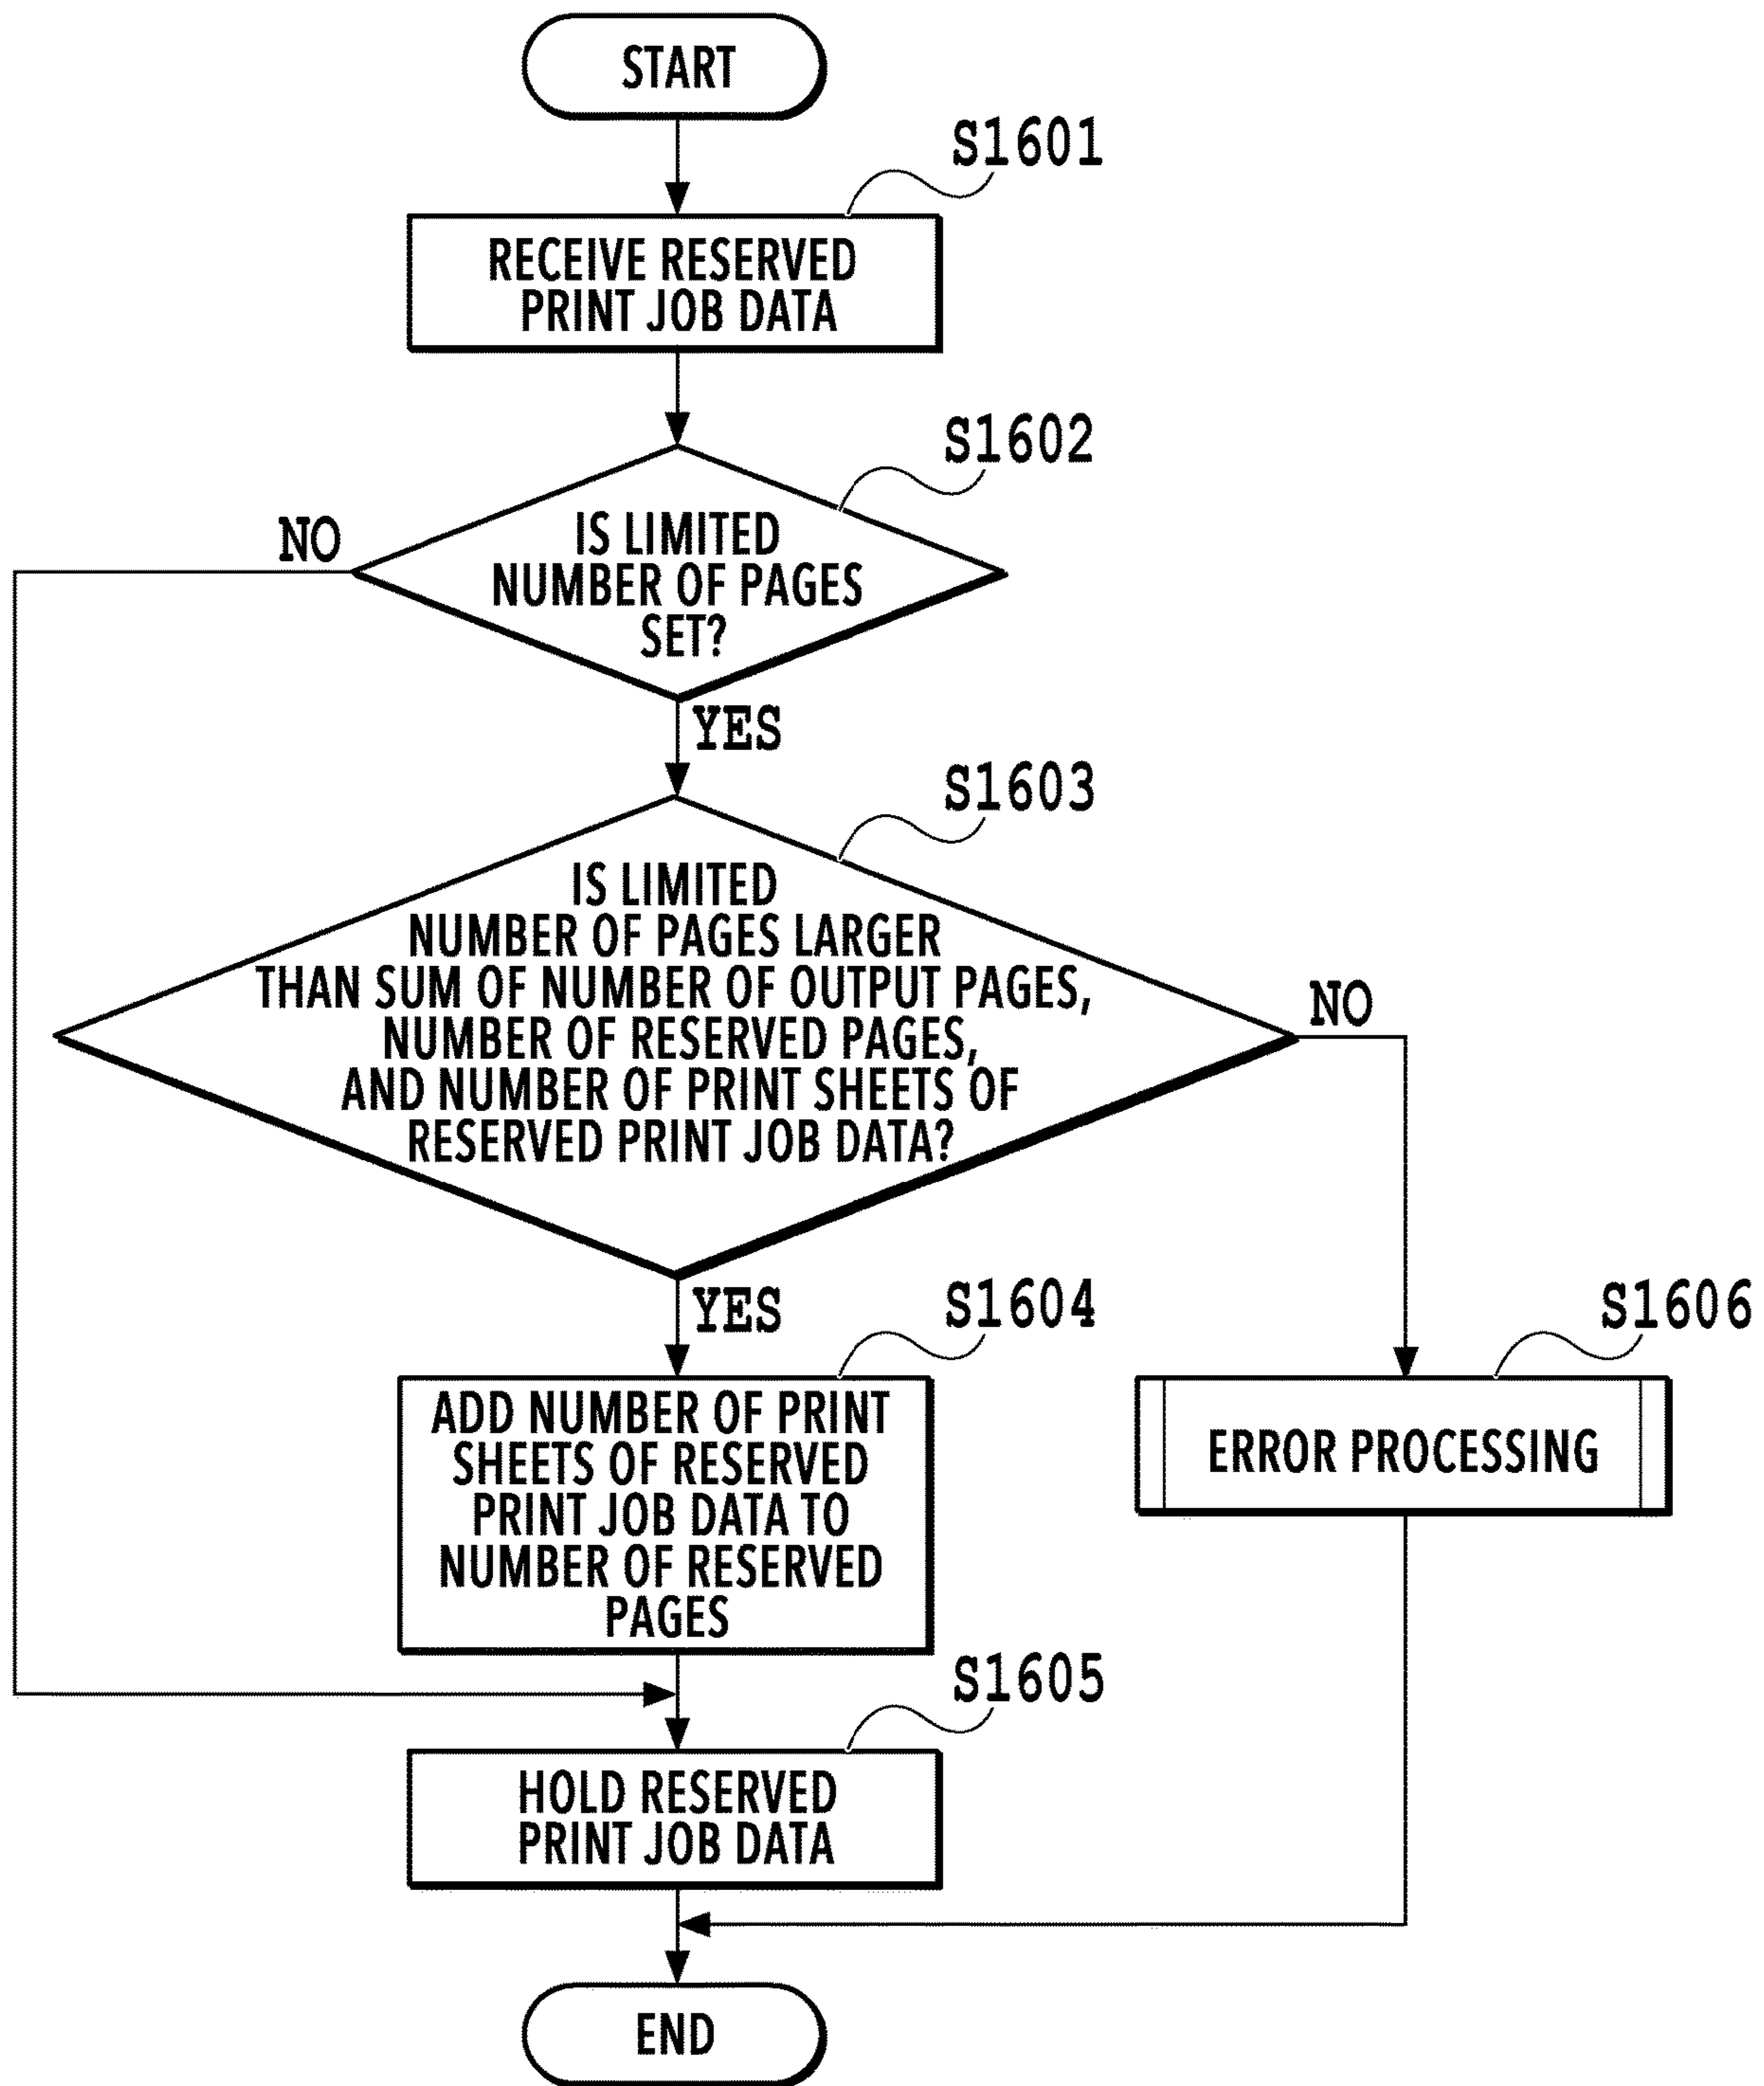 START
S1601
RECEIVE RESERVED
PRINT JOB DATA
S1602
NO
IS LIMITED
NUMBER OF PAGES
SET?
YES
S1603
IS LIMITED
NUMBER OF PAGES LARGER
THAN SUM OF NUMBER OF OUTPUT PAGES,
NUMBER OF RESERVED PAGES,
AND NUMBER OF PRINT SHEETS OF
RESERVED PRINT JOB DATA?
NO
YES
S1604
ADD NUMBER OF PRINT
SHEETS OF RESERVED
PRINT JOB DATA TO
NUMBER OF RESERVED
PAGES
S1606
ERROR PROCESSING
S1605
HOLD RESERVED
PRINT JOB DATA
END